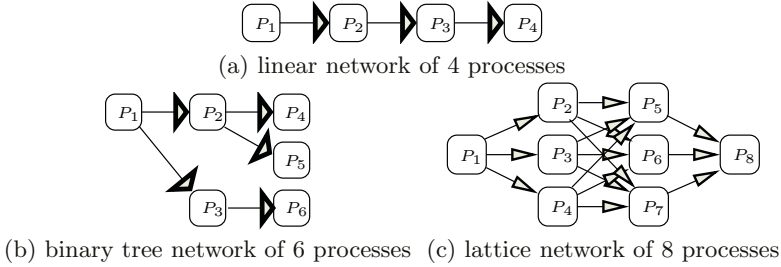 P1 P2 P3 P4
(a) linear network of 4 processes
P1 P2 P4
P5
P3 P6
P2 P5
P1 P3 P6 P8
P4 P7
(b) binary tree network of 6 processes (c) lattice network of 8 processes